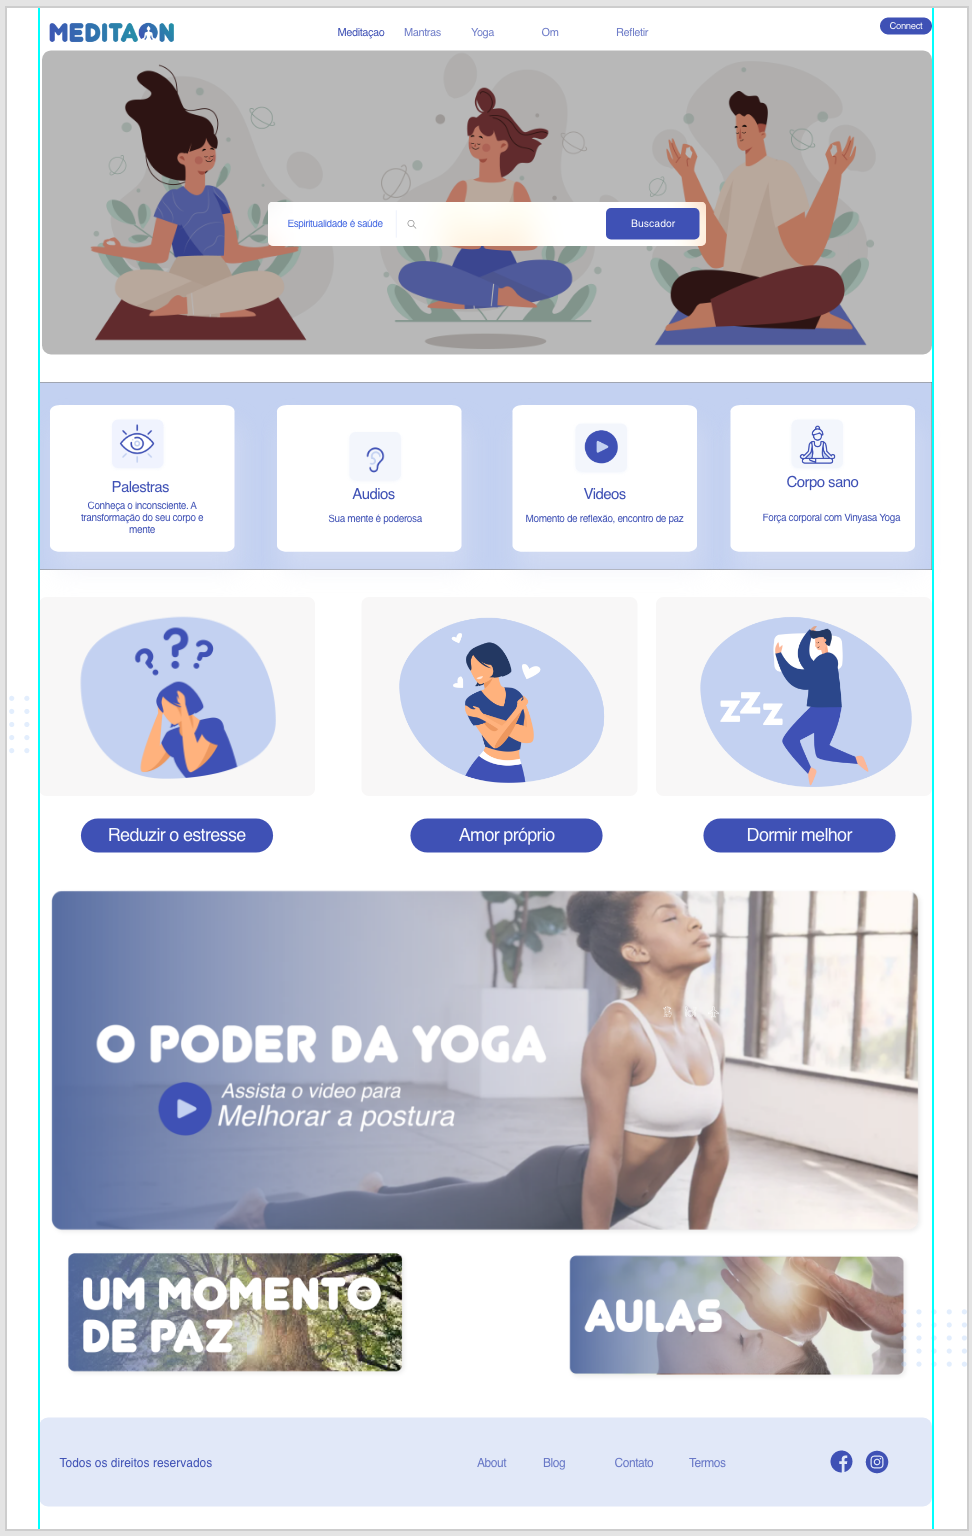 MEDITAON
Meditaçao Mantras Yoga Om Refletir
Connect
Espiritualidade é saúde
Buscador
Palestras
Conheça o inconsciente. A
transformação do seu corpo e
mente
Audios
Sua mente é poderosa
Videos
Momento de reflexão, encontro de paz
Corpo sano
Força corporal com Vinyasa Yoga
???
zzz
Reduzir o estresse
Amor próprio
Dormir melhor
O PODER DA YOGA
Assista o video para
Melhorar a postura
UM MOMENTO
DE PAZ
AULAS
Todos os direitos reservados
About Blog Contato Termos